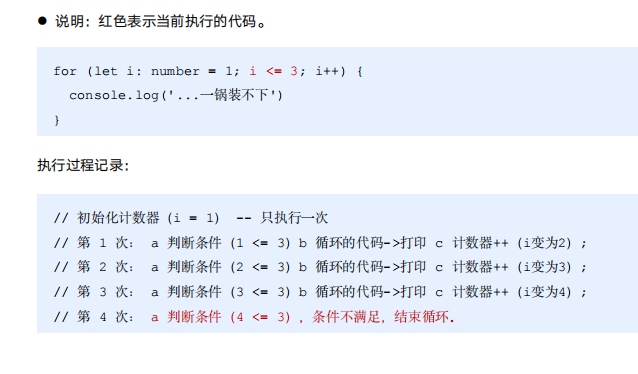 ● 说明：红色表示当前执行的代码。
for (let i: number = 1; i <= 3; i++) {
console.log('...一锅装不下')
}
执行过程记录：
// 初始化计数器 (i = 1)  -- 只执行一次
// 第 1 次： a 判断条件 (1 <= 3) b 循环的代码->打印 c 计数器++ (i变为2) ;
// 第 2 次： a 判断条件 (2 <= 3) b 循环的代码->打印 c 计数器++ (i变为3) ;
// 第 3 次： a 判断条件 (3 <= 3) b 循环的代码->打印 c 计数器++ (i变为4) ;
// 第 4 次： a 判断条件 (4 <= 3) ，条件不满足，结束循环.